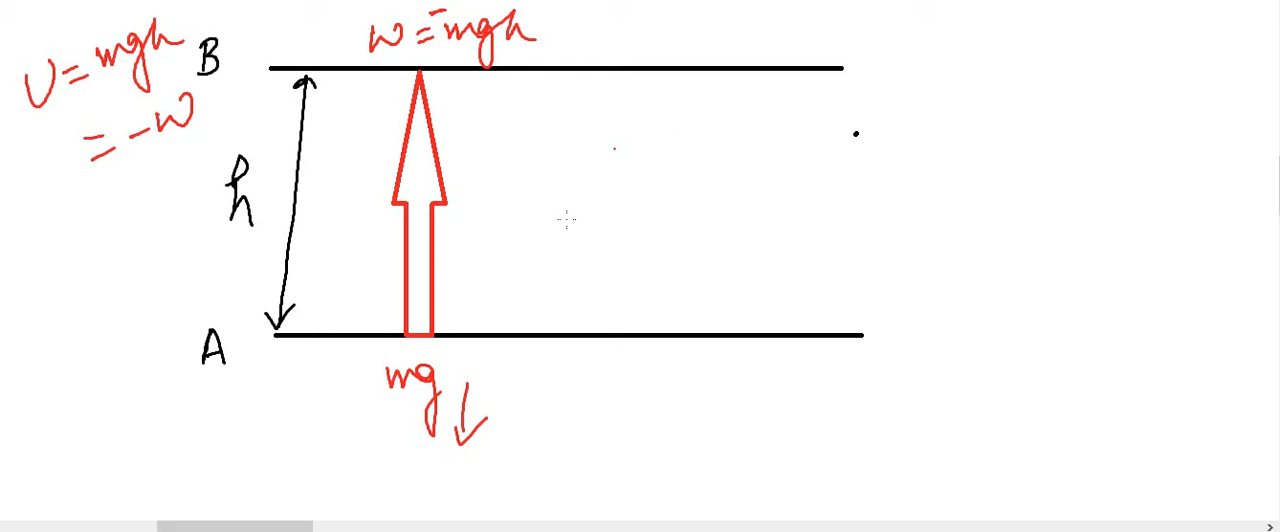 w = -mgh
B
U = mgh
= -w
h
A
mg